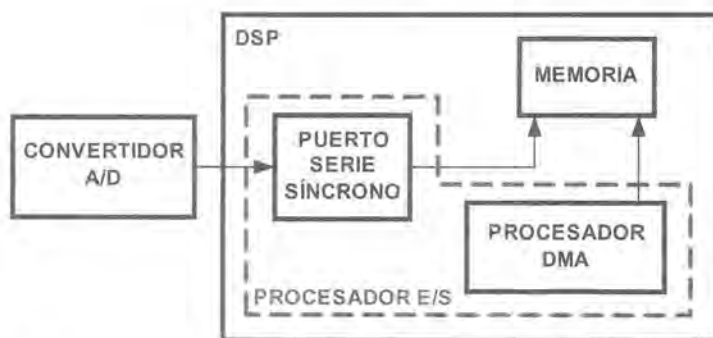 DSP
MEMORIA
CONVERTIDOR
A/D
PUERTO
SERIE
SÍNCRONO
PROCESADOR
DMA
PROCESADOR E/S